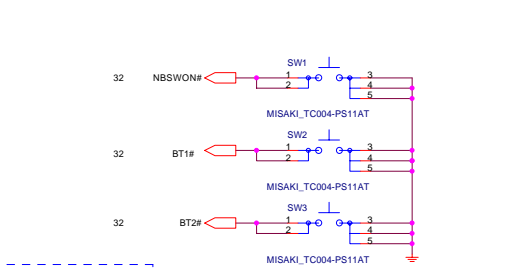 SW1
32 NBSWON# 1 3
2 4
5
MISAKI_TC004-PS11AT
SW2
32 BT1# 1 3
2 4
5
MISAKI_TC004-PS11AT
SW3
32 BT2# 1 3
2 4
5
MISAKI_TC004-PS11AT